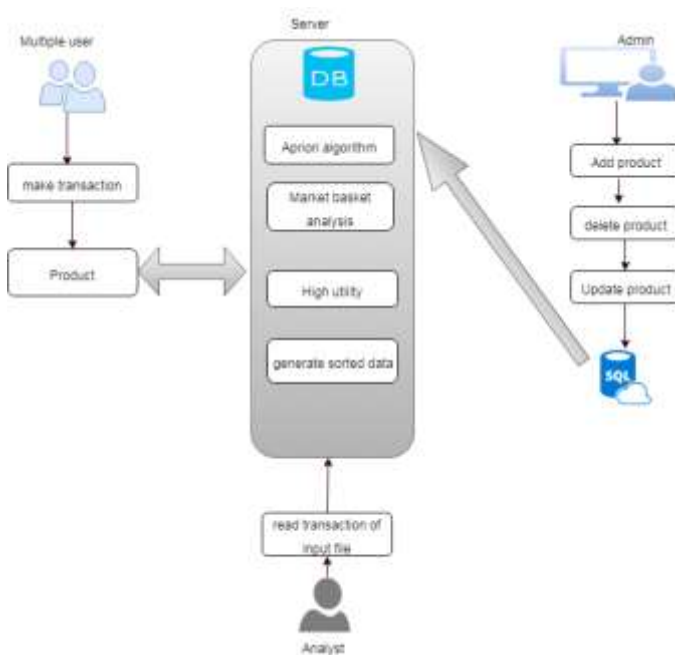 Server
Multiple user
Admin
DB
Apriori algorithm
Add product
make transaction
Market basket
analysis
delete product
Product
High utility
Update product
generate sorted data
SQL
read transaction of
input file
Analyst